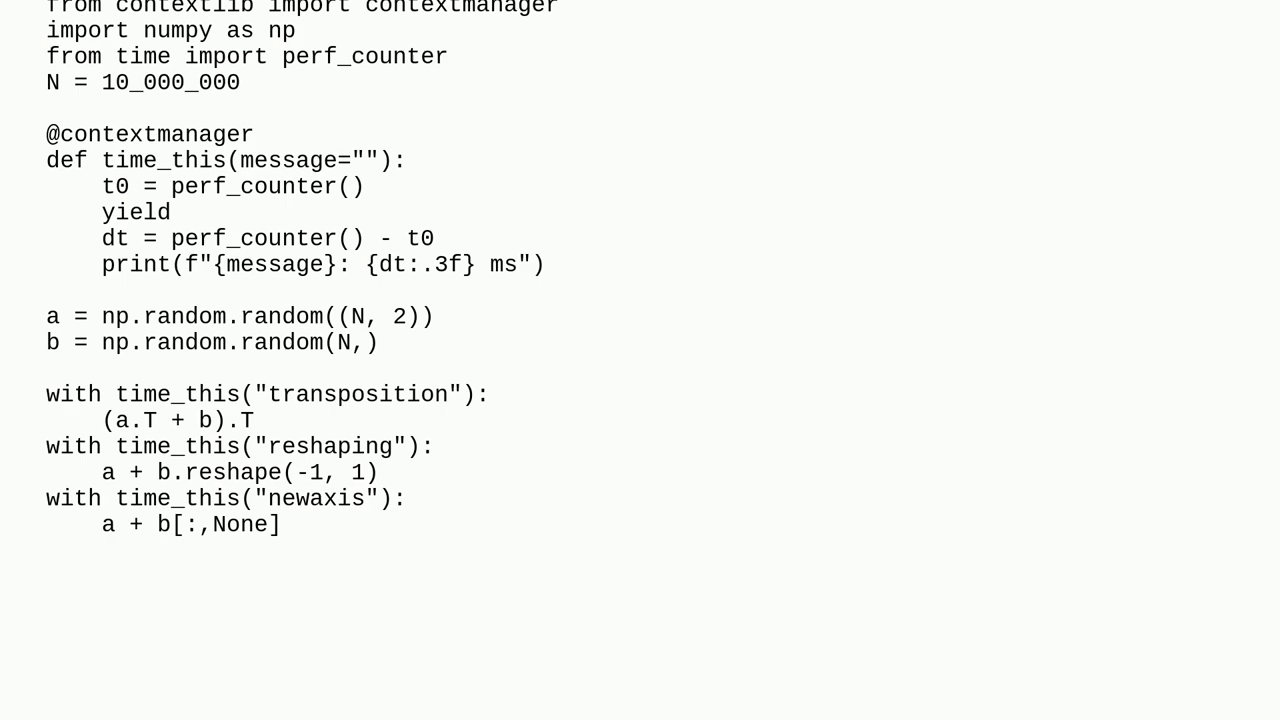 from contextlib import contextmanager
import numpy as np
from time import perf_counter
N = 10_000_000

@contextmanager
def time_this(message=""):
    t0 = perf_counter()
    yield
    dt = perf_counter() - t0
    print(f"{message}: {dt:.3f} ms")

a = np.random.random((N, 2))
b = np.random.random(N,)

with time_this("transposition"):
    (a.T + b).T
with time_this("reshaping"):
    a + b.reshape(-1, 1)
with time_this("newaxis"):
    a + b[:,None]